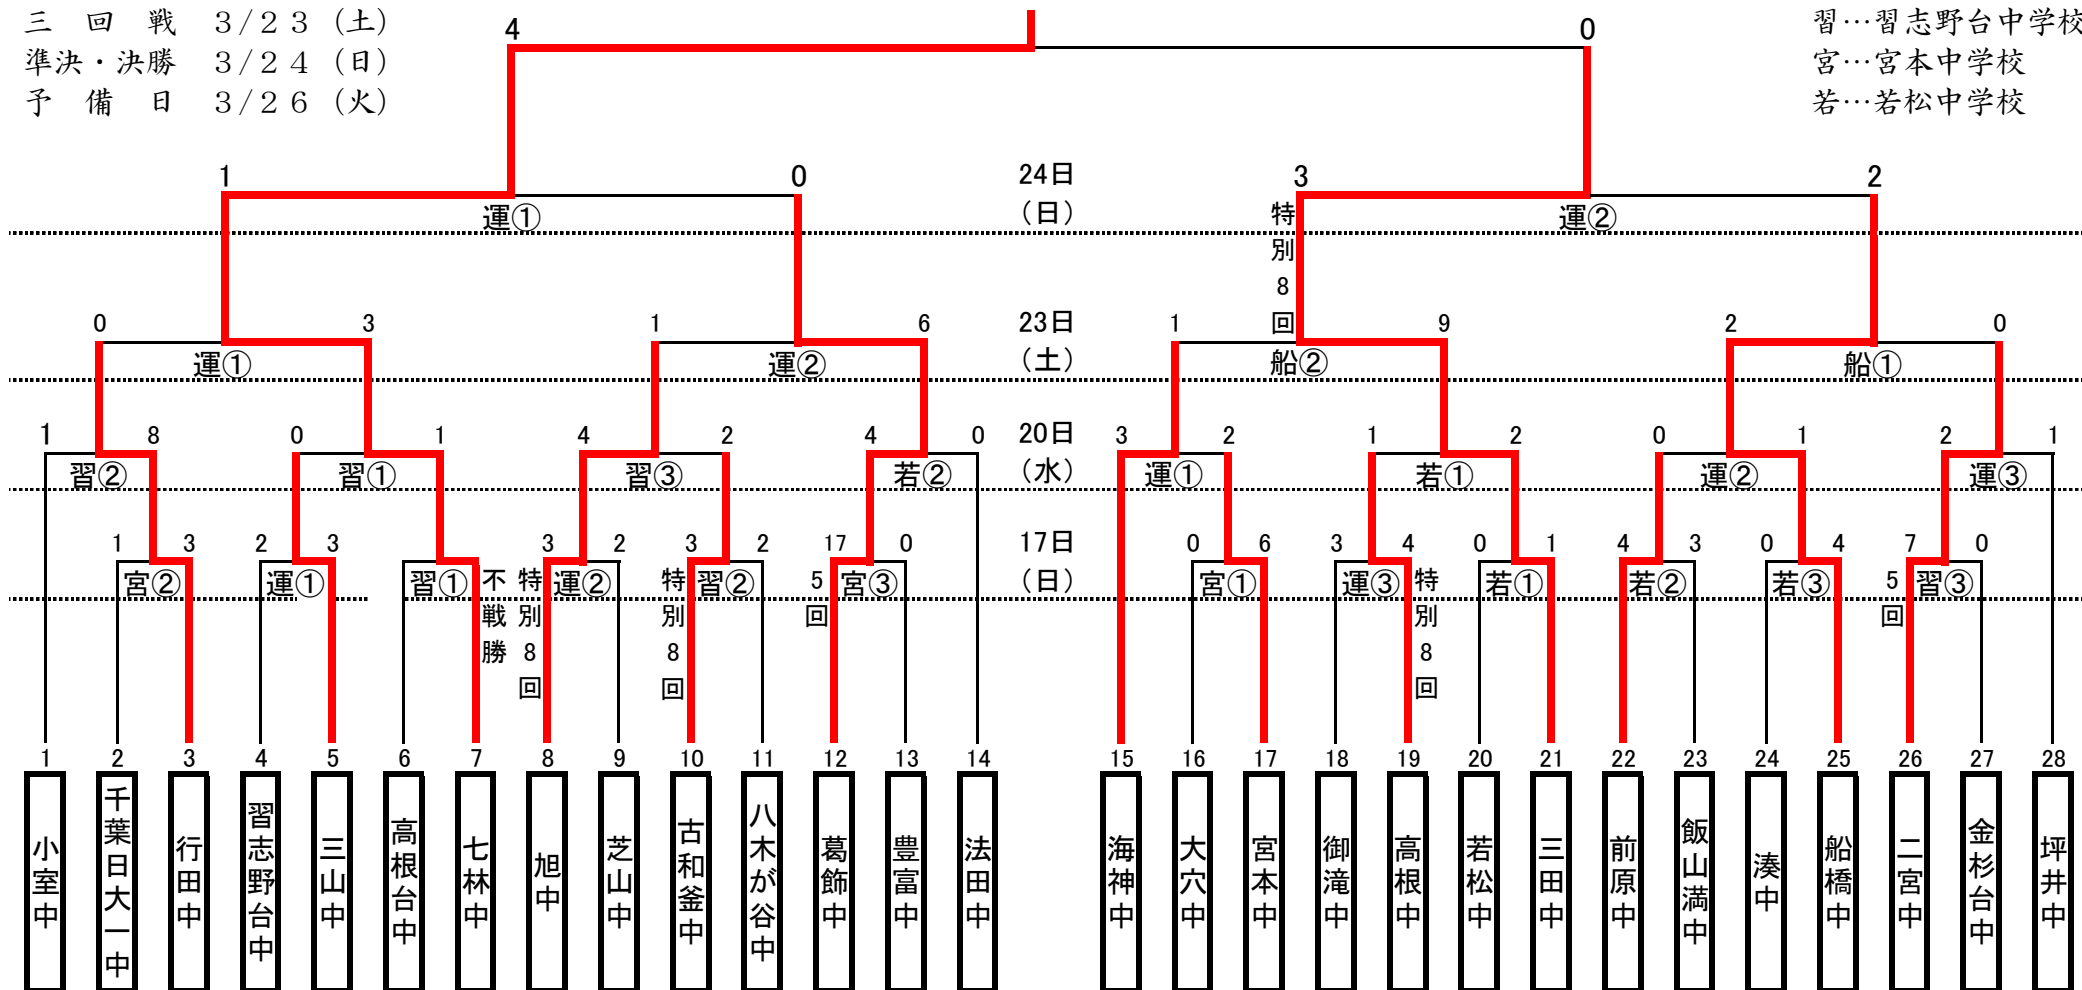 三　回　戦　３/２３（土）
準決・決勝　３/２４（日）
予　備　日　３/２６（火）
習…習志野台中学校
宮…宮本中学校
若…若松中学校
4 0
1 0 24日 3 2
（日）
運① 運②
特別8回
0 3 1 6 23日 1 9 2 0
（土）
運① 運② 船② 船①
1 8 0 1 4 2 4 0 20日 3 2 1 2 0 1 2 1
（水）
習② 習① 習③ 若② 運① 若① 運② 運③
1 3 2 3 3 2 3 2 17 0 17日 0 6 3 4 0 1 4 3 0 4 7 0
（日）
宮② 運① 習① 運② 習② 宮③ 宮① 運③ 若① 若② 若③ 習③
不戦勝
特別8回
特別8回
5回
特別8回
5回
1 2 3 4 5 6 7 8 9 10 11 12 13 14 15 16 17 18 19 20 21 22 23 24 25 26 27 28
小室中
千葉日大一中
行田中
習志野台中
三山中
高根台中
七林中
旭中
芝山中
古和釜中
八木が谷中
葛飾中
豊富中
法田中
海神中
大穴中
宮本中
御滝中
高根中
若松中
三田中
前原中
飯山満中
湊中
船橋中
二宮中
金杉台中
坪井中